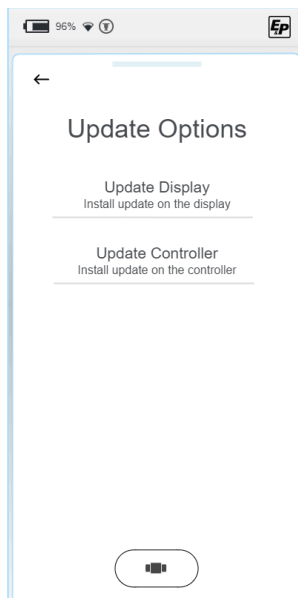 96%
EP
Update Options
Update Display
Install update on the display
Update Controller
Install update on the controller